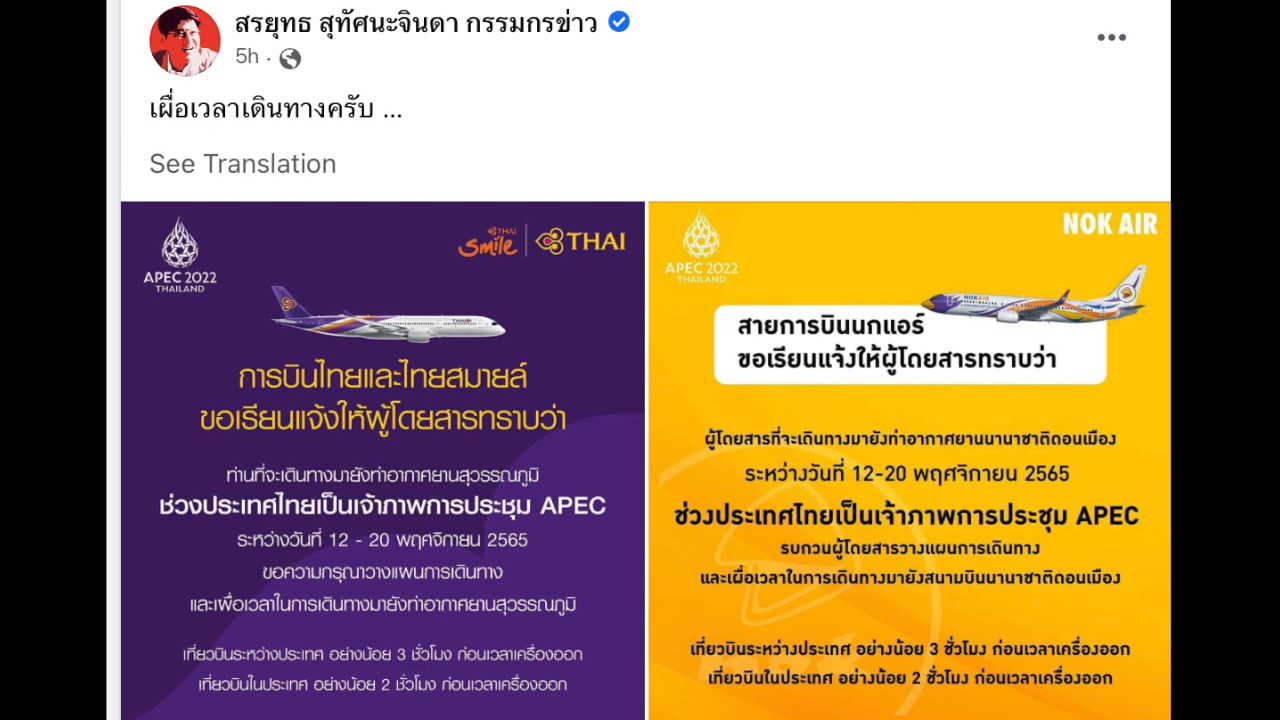 สรยุทธ สุทัศนะจินดา กรรมกรข่าว
5h ·
เผื่อเวลาเดินทางครับ ...
See Translation
APEC 2022
THAILAND
THAI
smile
THAI
THAI
การบินไทยและไทยสมายล์
ขอเรียนแจ้งให้ผู้โดยสารทราบว่า
ท่านที่จะเดินทางมายังท่าอากาศยานสุวรรณภูมิ
ช่วงประเทศไทยเป็นเจ้าภาพการประชุม APEC
ระหว่างวันที่ 12 - 20 พฤศจิกายน 2565
ขอความกรุณาวางแผนการเดินทาง
และเผื่อเวลาในการเดินทางมายังท่าอากาศยานสุวรรณภูมิ
เที่ยวบินระหว่างประเทศ อย่างน้อย 3 ชั่วโมง ก่อนเวลาเครื่องออก
เที่ยวบินในประเทศ อย่างน้อย 2 ชั่วโมง ก่อนเวลาเครื่องออก
APEC 2022
THAILAND
NOK AIR
NOKAIR
สายการบินนกแอร์
ขอเรียนแจ้งให้ผู้โดยสารทราบว่า
ผู้โดยสารที่จะเดินทางมายังท่าอากาศยานนานาชาติดอนเมือง
ระหว่างวันที่ 12-20 พฤศจิกายน 2565
ช่วงประเทศไทยเป็นเจ้าภาพการประชุม APEC
รบกวนผู้โดยสารวางแผนการเดินทาง
และเผื่อเวลาในการเดินทางมายังสนามบินนานาชาติดอนเมือง
เที่ยวบินระหว่างประเทศ อย่างน้อย 3 ชั่วโมง ก่อนเวลาเครื่องออก
เที่ยวบินในประเทศ อย่างน้อย 2 ชั่วโมง ก่อนเวลาเครื่องออก